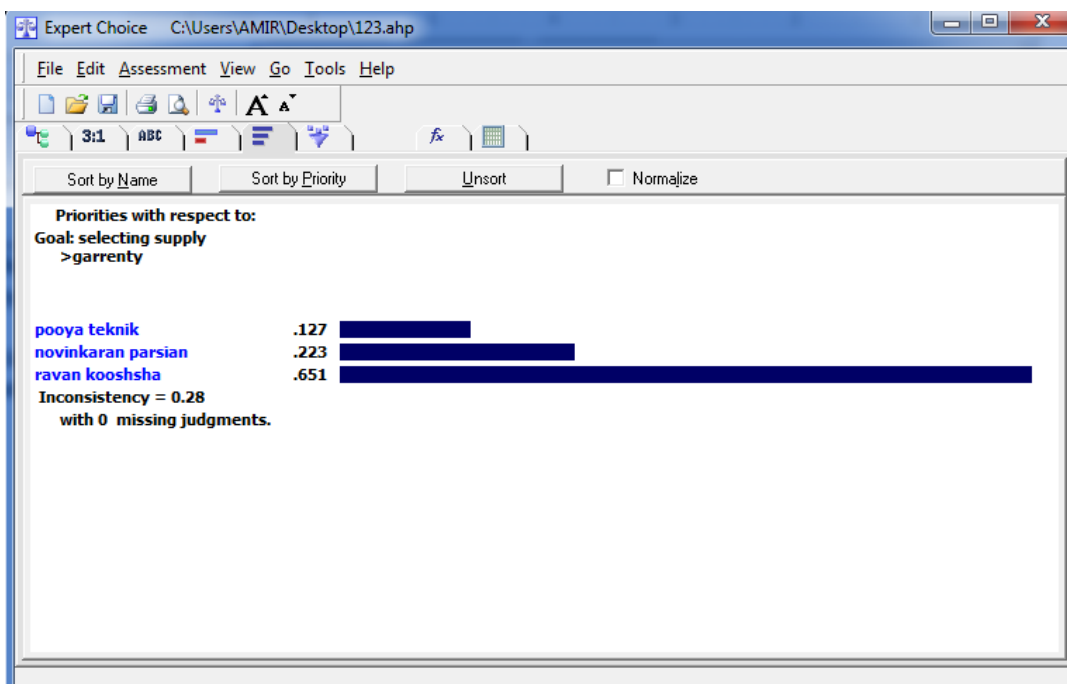 Expert Choice C:\Users\AMIR\Desktop\123.ahp
File Edit Assessment View Go Tools Help
A A
3:1 ABC fx
Sort by Name Sort by Priority Unsort Normalize
Priorities with respect to:
Goal: selecting supply
>garrenty
pooya teknik .127
novinkaran parsian .223
ravan kooshsha .651
Inconsistency = 0.28
with 0 missing judgments.